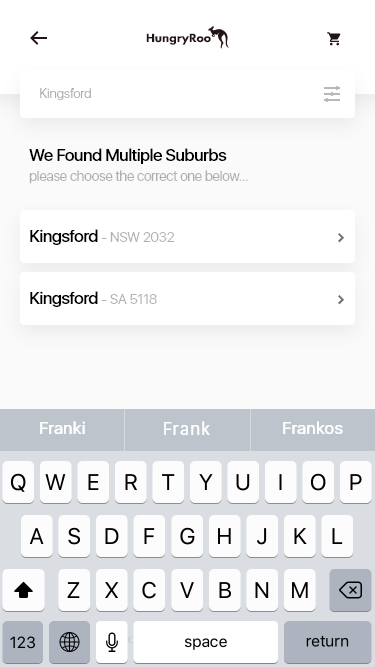 HungryRoo
Kingsford
We Found Multiple Suburbs
please choose the correct one below...
Kingsford - NSW 2032
Kingsford - SA 5118
Franki Frank Frankos
Q W E R T Y U I O P
A S D F G H J K L
Z X C V B N M
123 space return